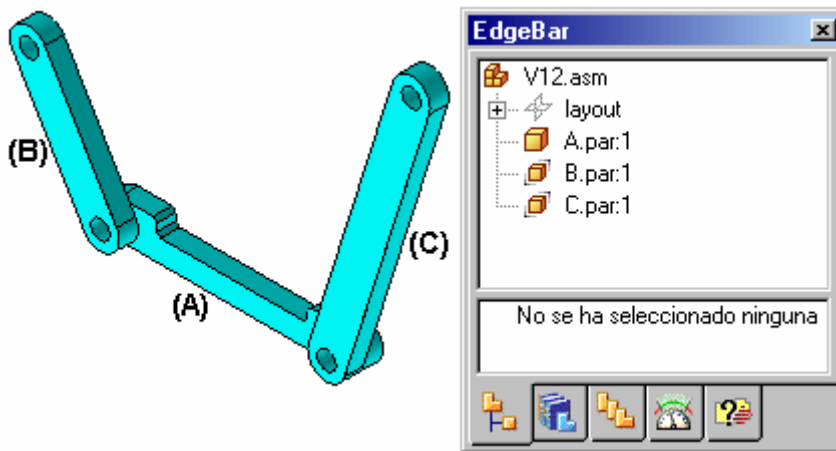 (B)
(A)
(C)
EdgeBar
V12.asm
layout
A.par:1
B.par:1
C.par:1
No se ha seleccionado ninguna